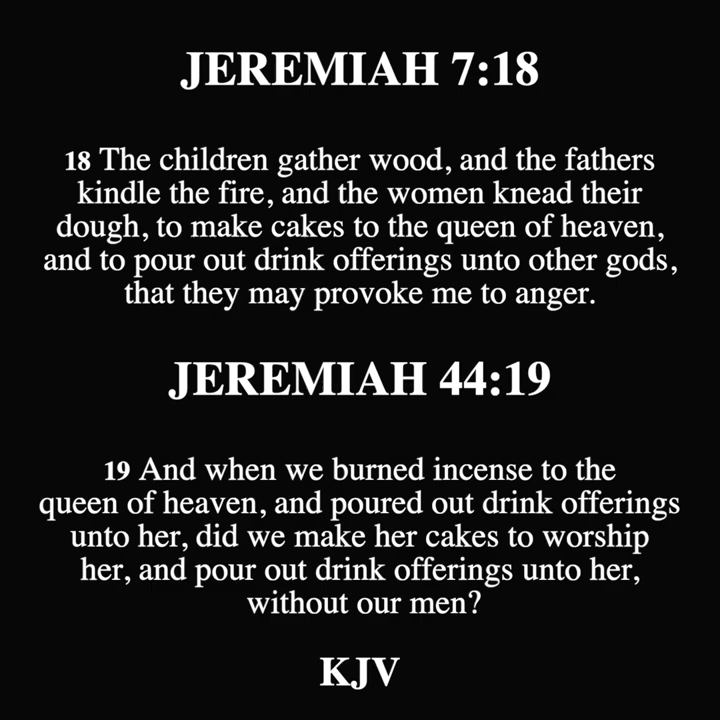 JEREMIAH 7:18
18 The children gather wood, and the fathers
kindle the fire, and the women knead their
dough, to make cakes to the queen of heaven,
and to pour out drink offerings unto other gods,
that they may provoke me to anger.
JEREMIAH 44:19
19 And when we burned incense to the
queen of heaven, and poured out drink offerings
unto her, did we make her cakes to worship
her, and pour out drink offerings unto her,
without our men?
KJV